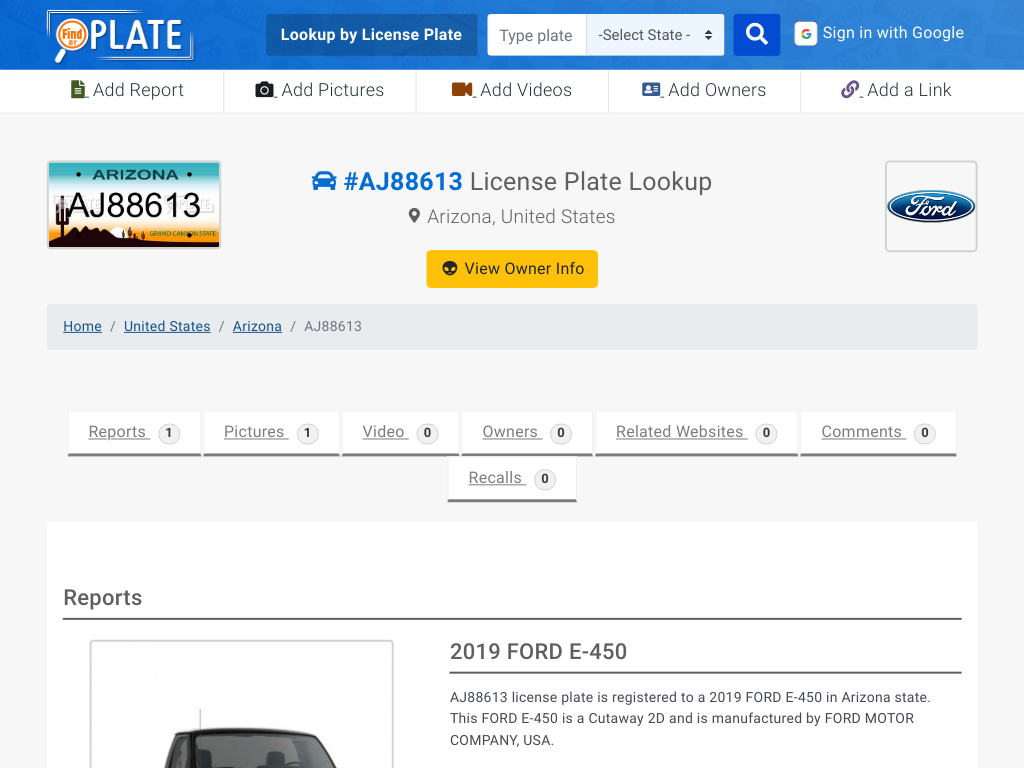 Find BY PLATE
Lookup by License Plate
Type plate
-Select State -
G
Sign in with Google
Add Report
Add Pictures
Add Videos
Add Owners
Add a Link
ARIZONA
AJ88613
GRAND CANYON STATE
#AJ88613 License Plate Lookup
Arizona, United States
Ford
View Owner Info
Home / United States / Arizona / AJ88613
Reports 1
Pictures 1
Video 0
Owners 0
Related Websites 0
Comments 0
Recalls 0
Reports
2019 FORD E-450
AJ88613 license plate is registered to a 2019 FORD E-450 in Arizona state.
This FORD E-450 is a Cutaway 2D and is manufactured by FORD MOTOR
COMPANY, USA.